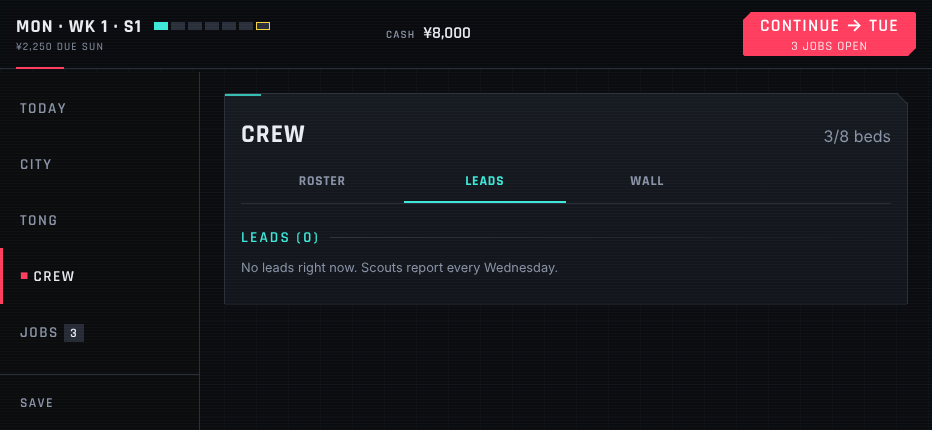 MON · WK 1 · S1
¥2,250 DUE SUN
CASH ¥8,000
CONTINUE → TUE
3 JOBS OPEN
TODAY
CITY
TONG
CREW
JOBS 3
SAVE
CREW
3/8 beds
ROSTER LEADS WALL
LEADS (0)
No leads right now. Scouts report every Wednesday.